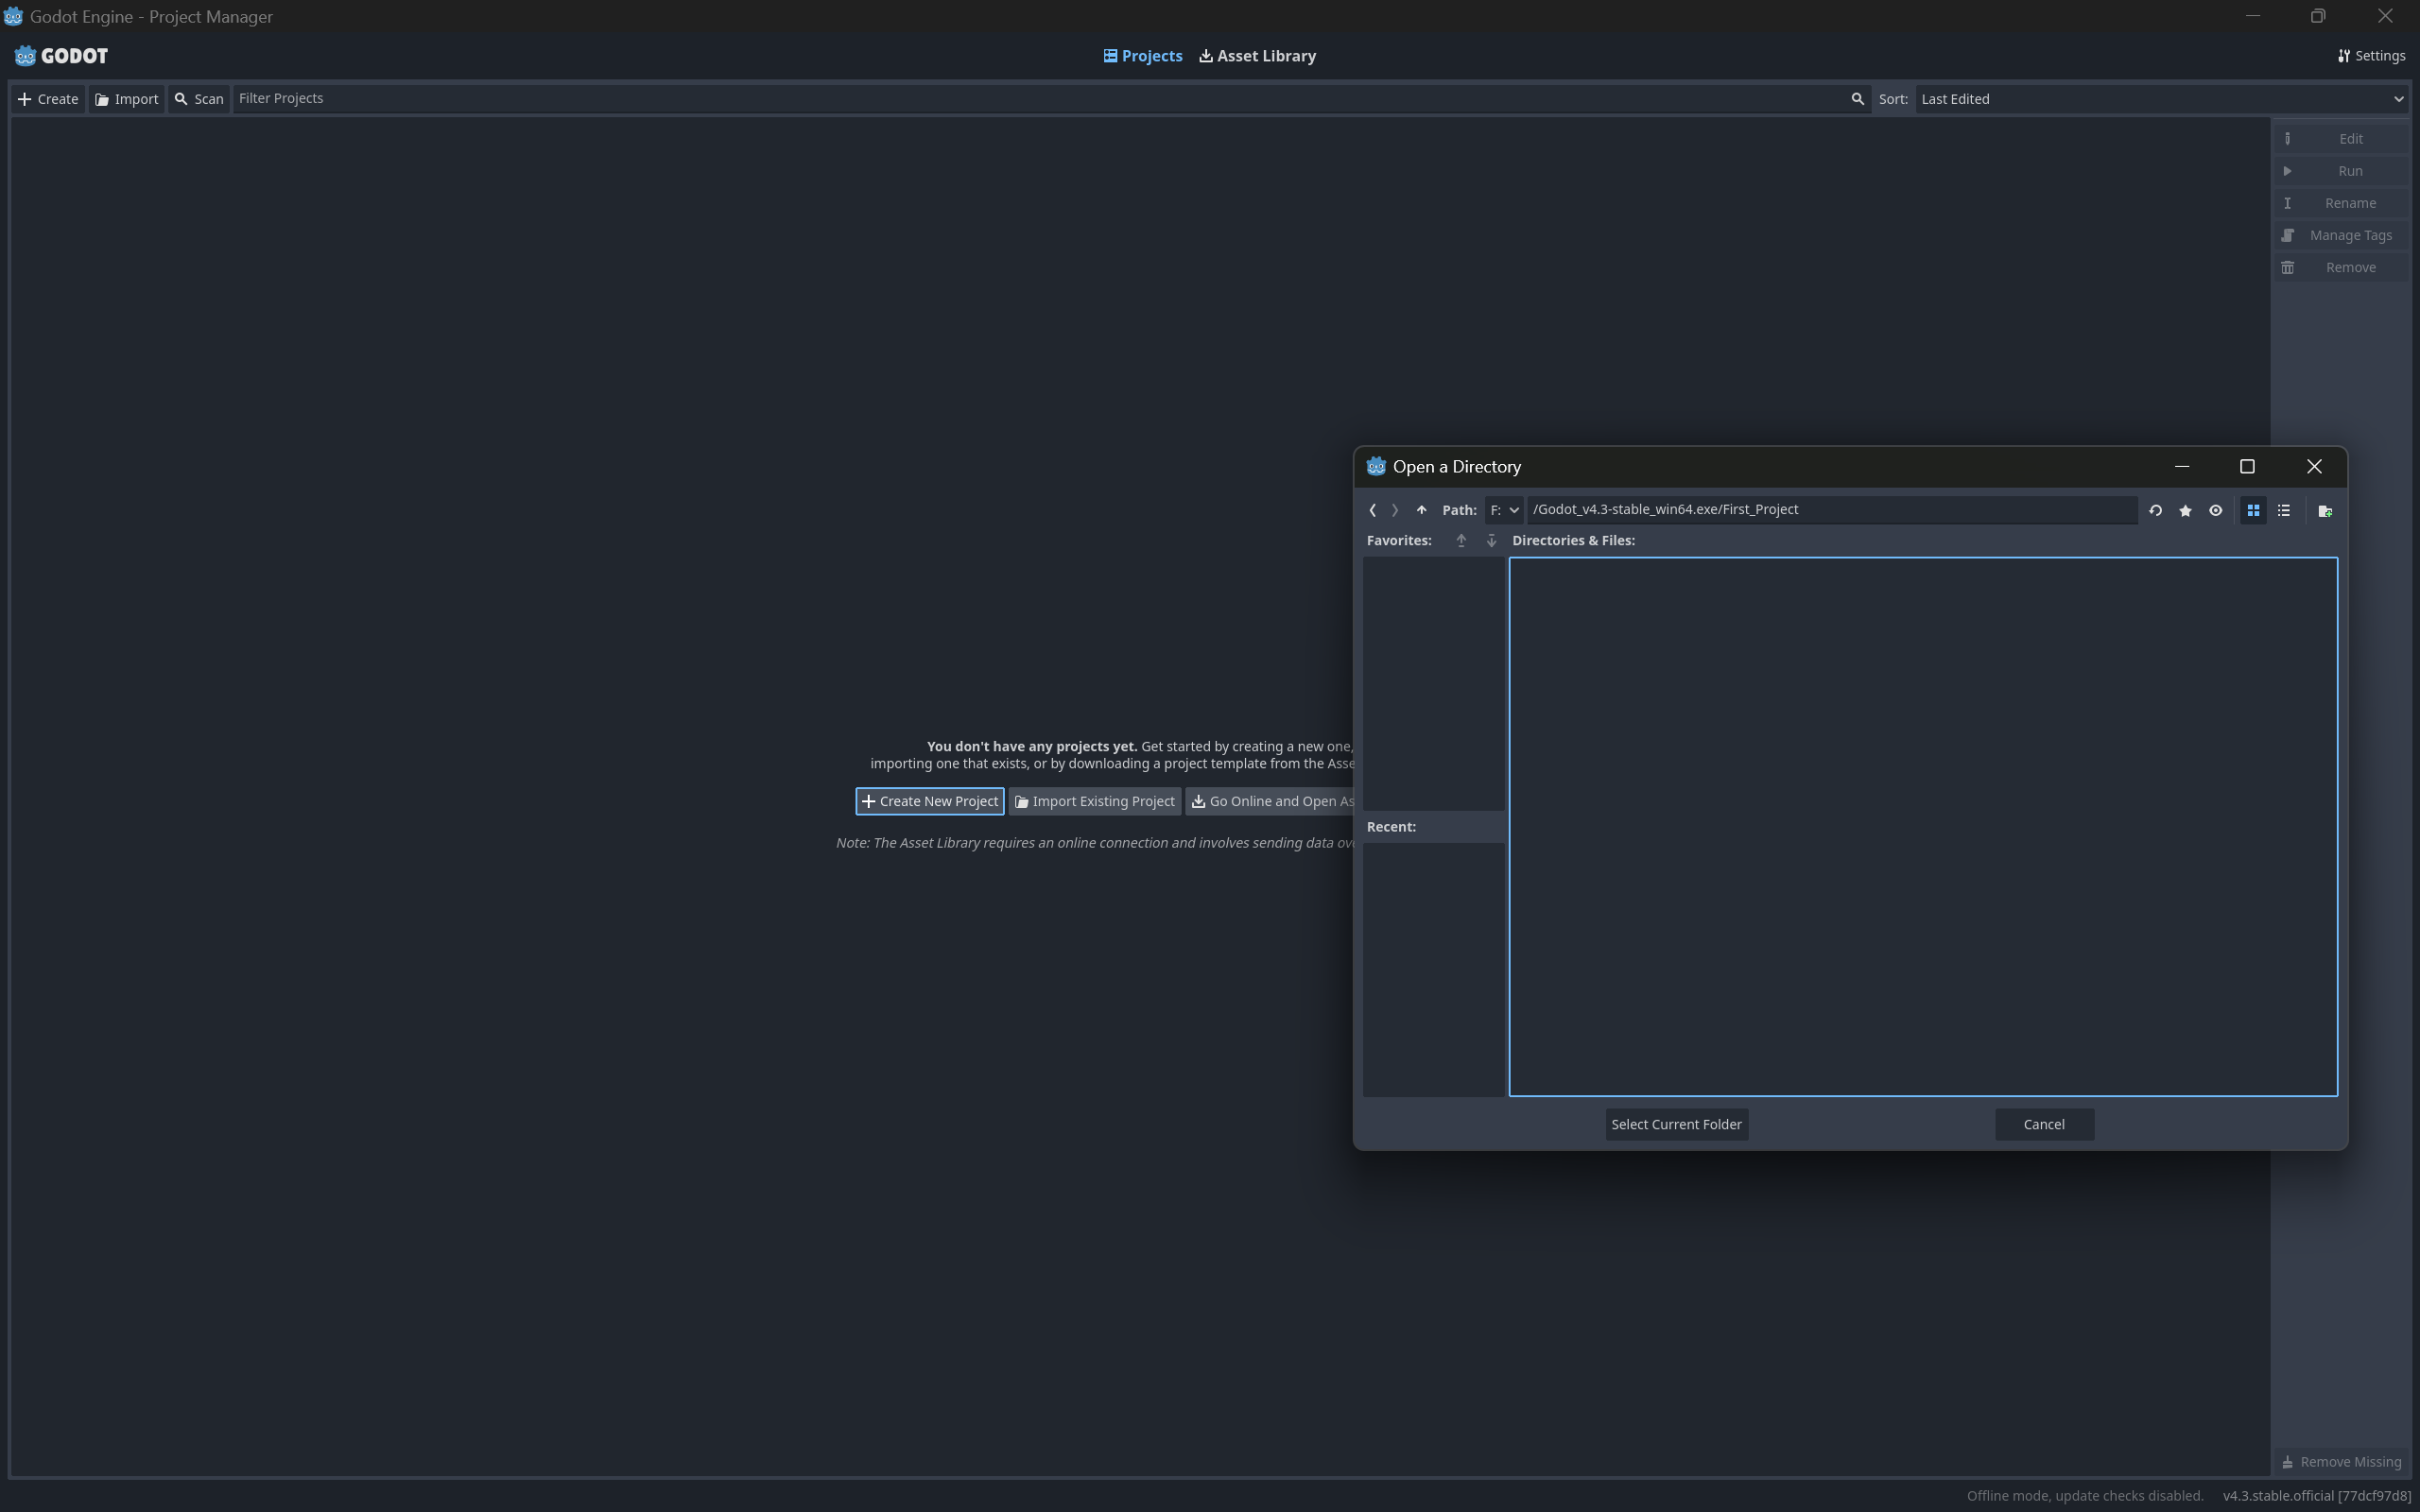 Godot Engine - Project Manager
GODOT
Projects
Asset Library
Settings
Create
Import
Scan
Filter Projects
Sort:
Last Edited
Edit
Run
Rename
Manage Tags
Remove
You don't have any projects yet. Get started by creating a new one,
importing one that exists, or by downloading a project template from the Asse
Create New Project
Import Existing Project
Go Online and Open As
Note: The Asset Library requires an online connection and involves sending data ove
Open a Directory
Path:
F:
/Godot_v4.3-stable_win64.exe/First_Project
Favorites:
Directories & Files:
Recent:
Select Current Folder
Cancel
Remove Missing
Offline mode, update checks disabled.
v4.3.stable.official [77dcf97d8]